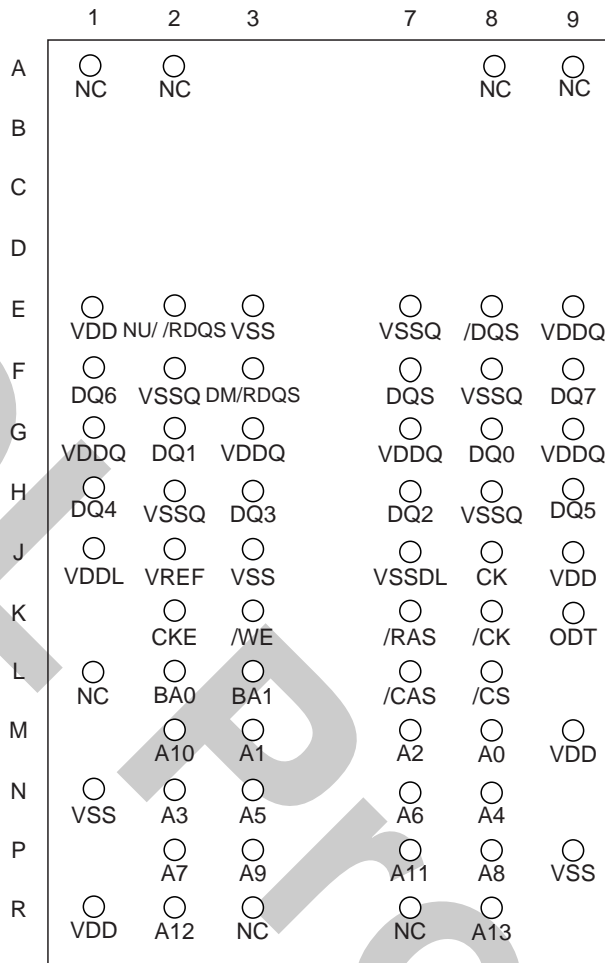 1 2 3 7 8 9
A
NC NC NC NC
B
C
D
E
VDD NU/ /RDQS VSS VSSQ /DQS VDDQ
F
DQ6 VSSQ DM/RDQS DQS VSSQ DQ7
G
VDDQ DQ1 VDDQ VDDQ DQ0 VDDQ
H
DQ4 VSSQ DQ3 DQ2 VSSQ DQ5
J
VDDL VREF VSS VSSDL CK VDD
K
CKE /WE /RAS /CK ODT
L
NC BA0 BA1 /CAS /CS
M
A10 A1 A2 A0 VDD
N
VSS A3 A5 A6 A4
P
A7 A9 A11 A8 VSS
R
VDD A12 NC NC A13